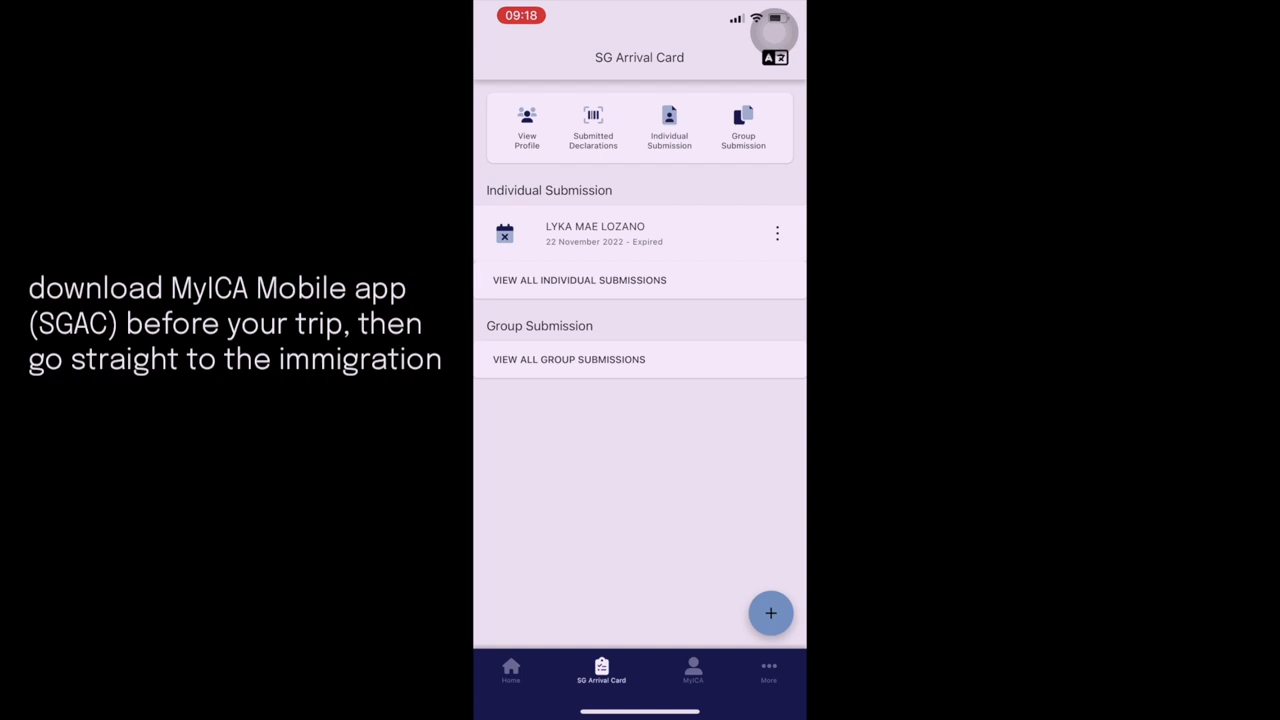 09:18
SG Arrival Card
View
Profile
Submitted
Declarations
Individual
Submission
Group
Submission
Individual Submission
LYKA MAE LOZANO
22 November 2022 - Expired
VIEW ALL INDIVIDUAL SUBMISSIONS
Group Submission
VIEW ALL GROUP SUBMISSIONS
Home
SG Arrival Card
MyICA
More
download MyICA Mobile app
(SGAC) before your trip, then
go straight to the immigration